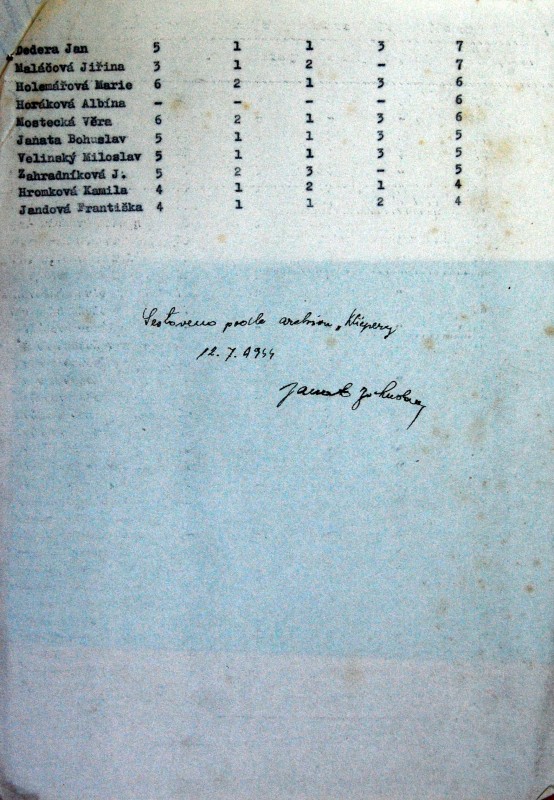 Dedera Jan 5 1 1 3 7
Maláčová Jiřina 3 1 2 - 7
Holemářová Marie 6 2 1 3 6
Horáková Albína - - - - 6
Mostecká Věra 6 2 1 3 6
Janata Bohuslav 5 1 1 3 5
Velinský Miloslav 5 1 1 3 5
Zahradníková J. 5 2 3 - 5
Hromková Kamila 4 1 2 1 4
Jandová Františka 4 1 1 2 4
Sestaveno podle archivu „Klicpery"
12.7.1944